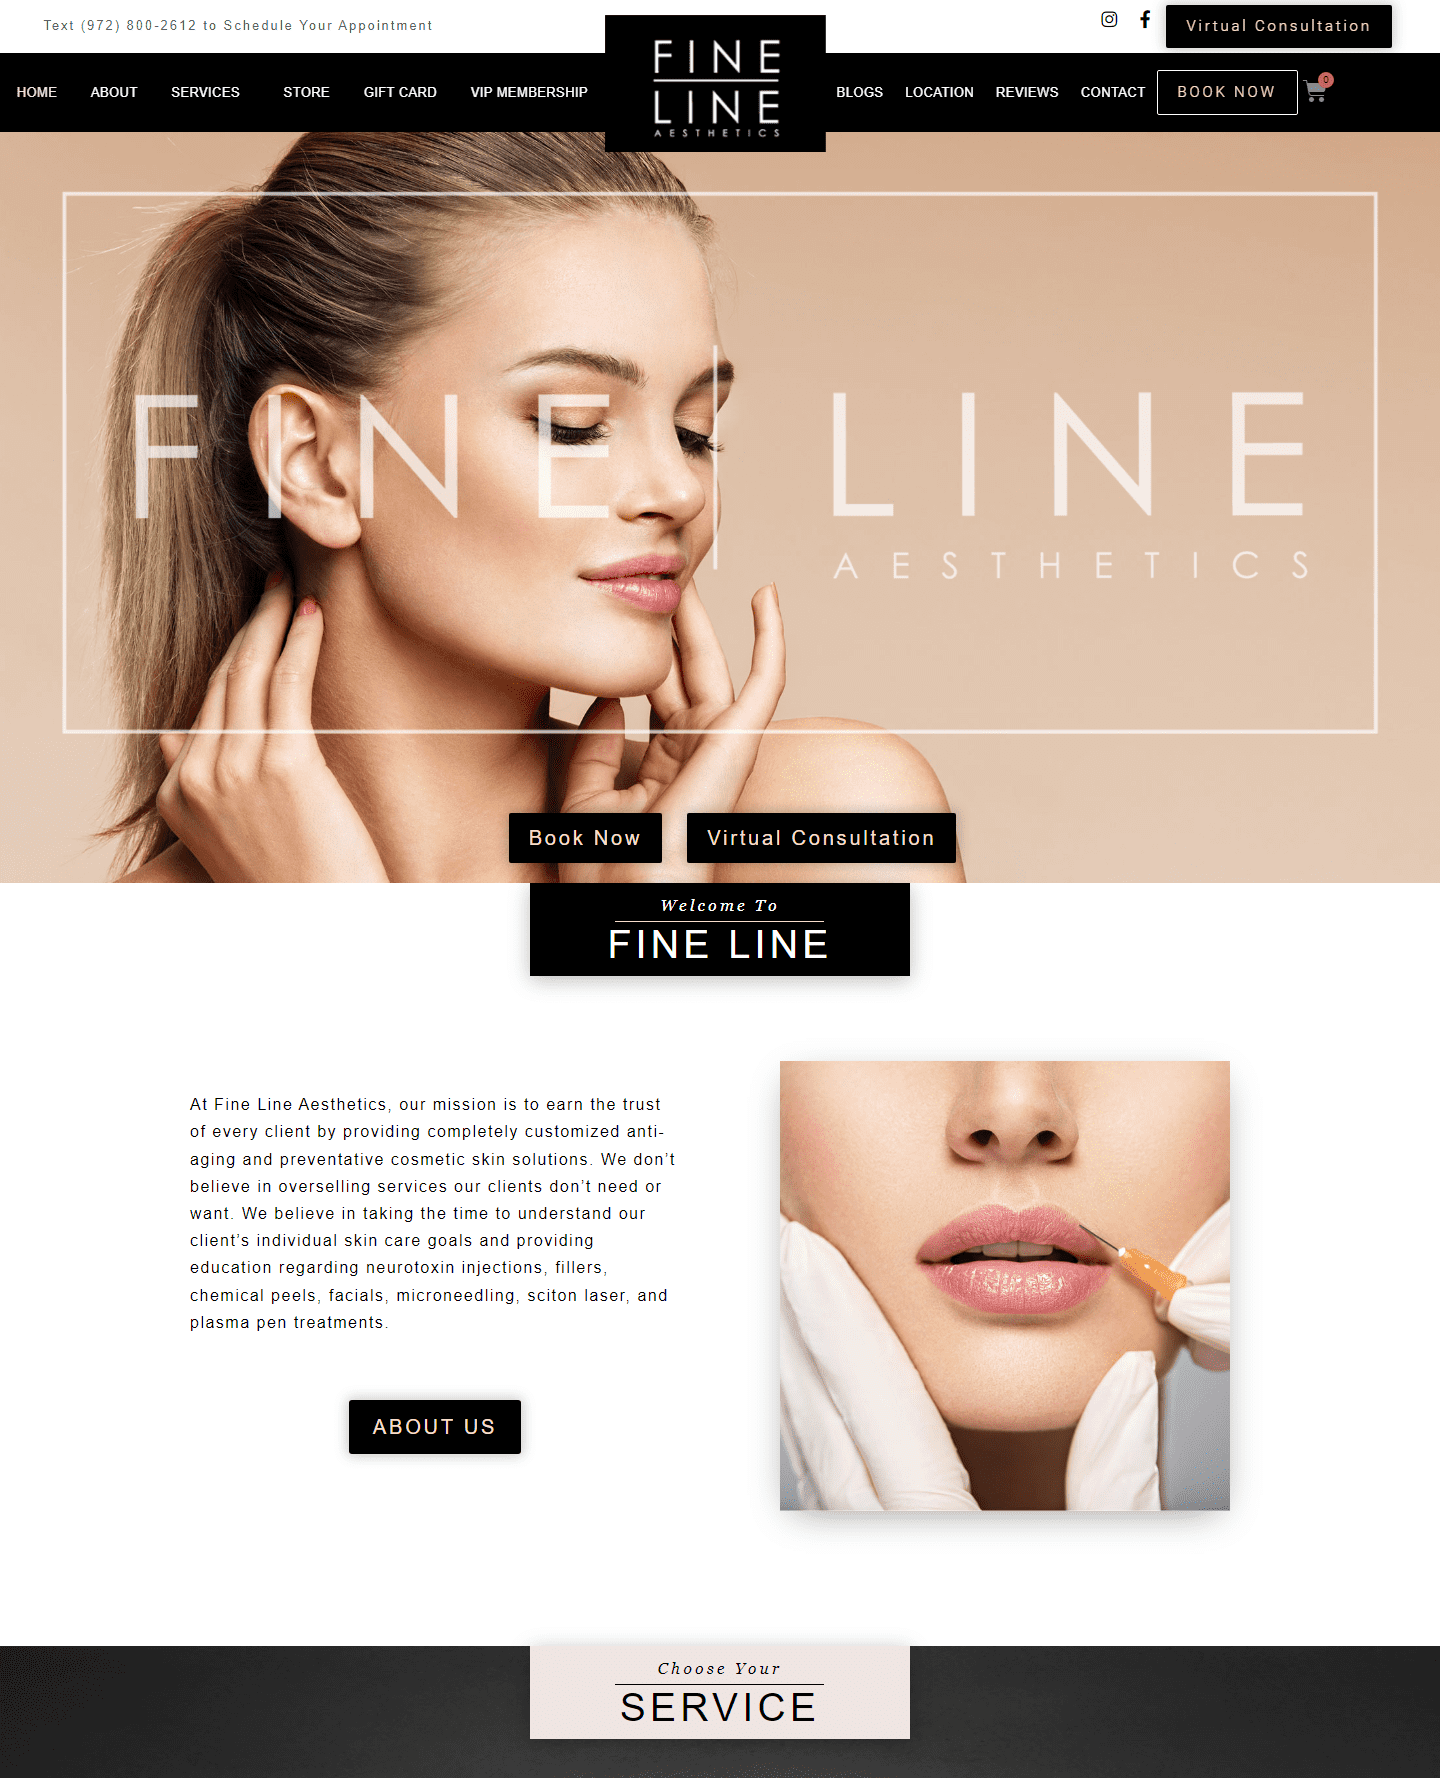 Text (972) 800-2612 to Schedule Your Appointment
Virtual Consultation
HOME ABOUT SERVICES STORE GIFT CARD VIP MEMBERSHIP
FINE
LINE
AESTHETICS
BLOGS LOCATION REVIEWS CONTACT BOOK NOW 0
FINE LINE
AESTHETICS
Book Now Virtual Consultation
Welcome To
FINE LINE
At Fine Line Aesthetics, our mission is to earn the trust
of every client by providing completely customized anti-
aging and preventative cosmetic skin solutions. We don’t
believe in overselling services our clients don’t need or
want. We believe in taking the time to understand our
client’s individual skin care goals and providing
education regarding neurotoxin injections, fillers,
chemical peels, facials, microneedling, sciton laser, and
plasma pen treatments.
ABOUT US
Choose Your
SERVICE